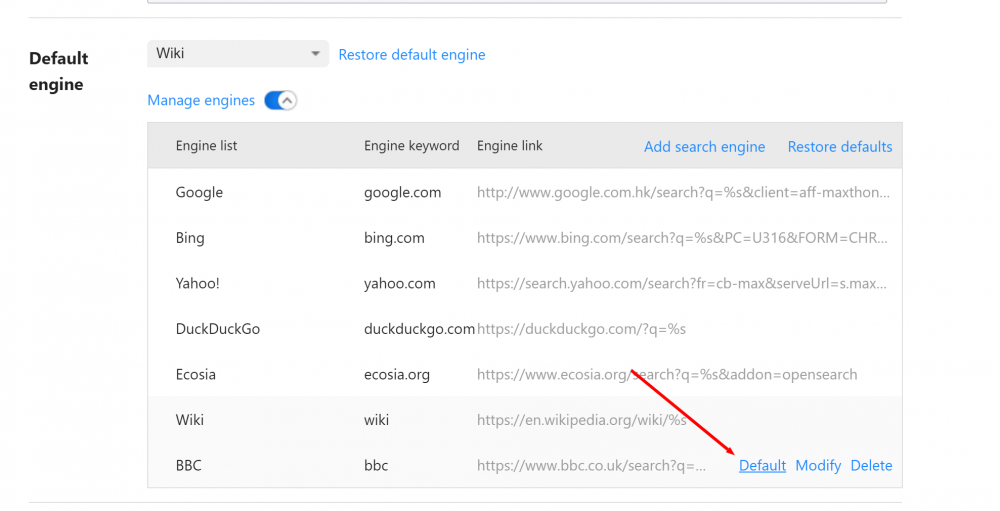 Default engine
Wiki
Restore default engine
Manage engines
Engine list Engine keyword Engine link Add search engine Restore defaults
Google google.com http://www.google.com.hk/search?q=%s&client=aff-maxthon...
Bing bing.com https://www.bing.com/search?q=%s&PC=U316&FORM=CHR...
Yahoo! yahoo.com https://search.yahoo.com/search?fr=cb-max&serveUrl=s.max...
DuckDuckGo duckduckgo.com https://duckduckgo.com/?q=%s
Ecosia ecosia.org https://www.ecosia.org/search?q=%s&addon=opensearch
Wiki wiki https://en.wikipedia.org/wiki/%s
BBC bbc https://www.bbc.co.uk/search?q=... Default Modify Delete